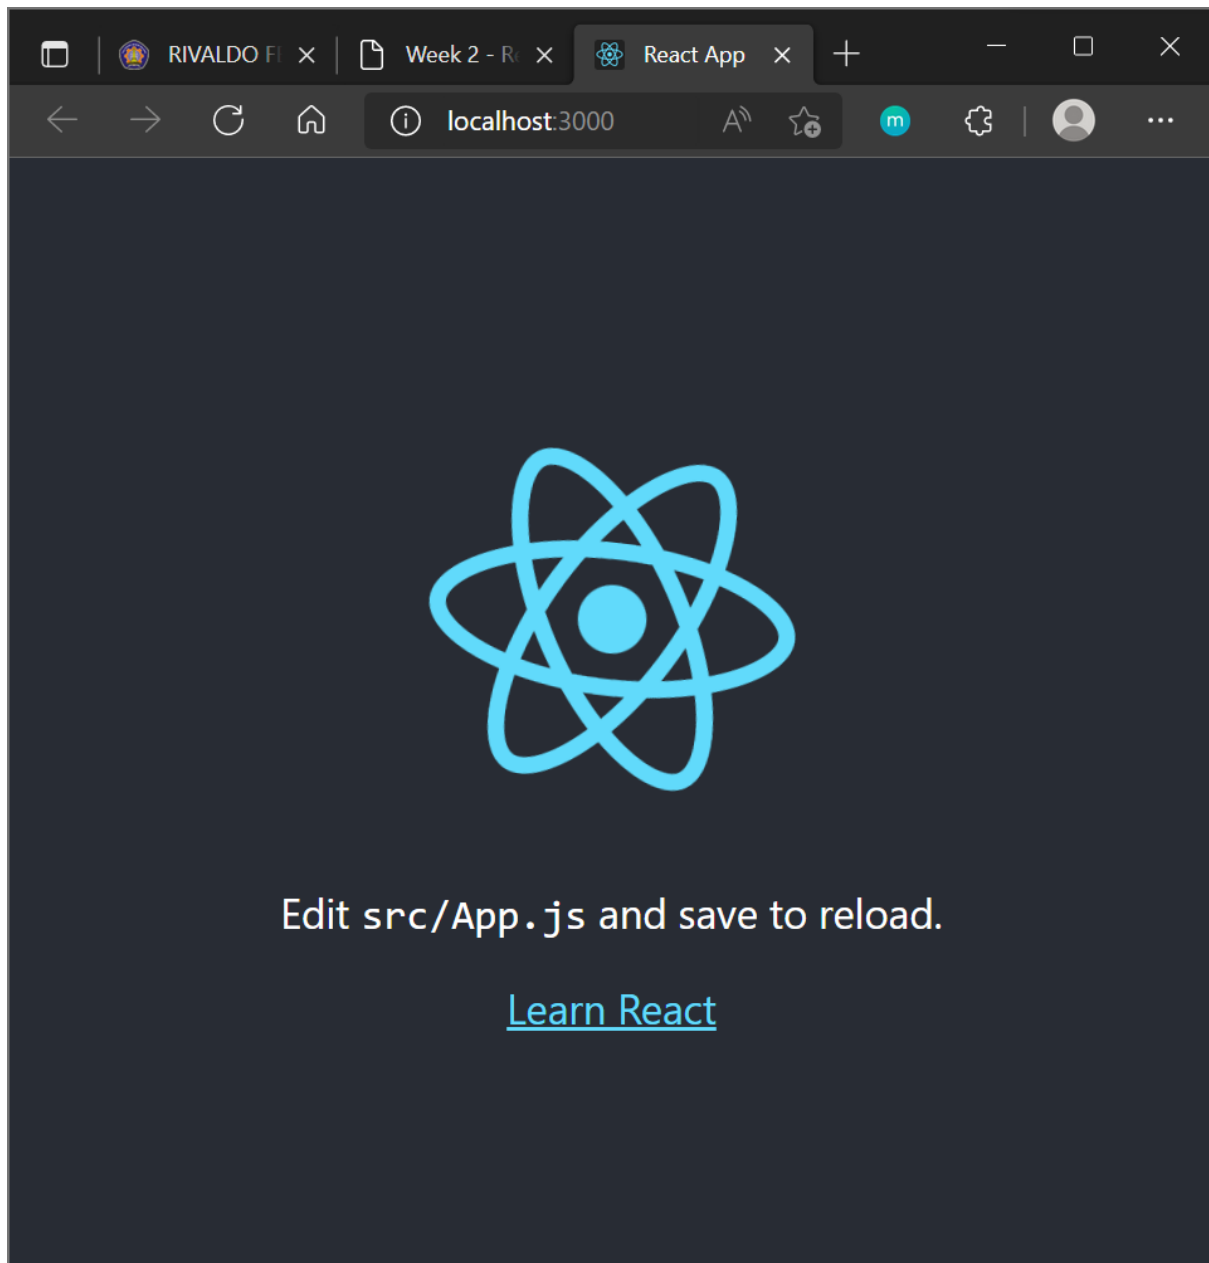 RIVALDO
Week 2 -
React App
localhost:3000
m
Edit src/App.js and save to reload.
Learn React